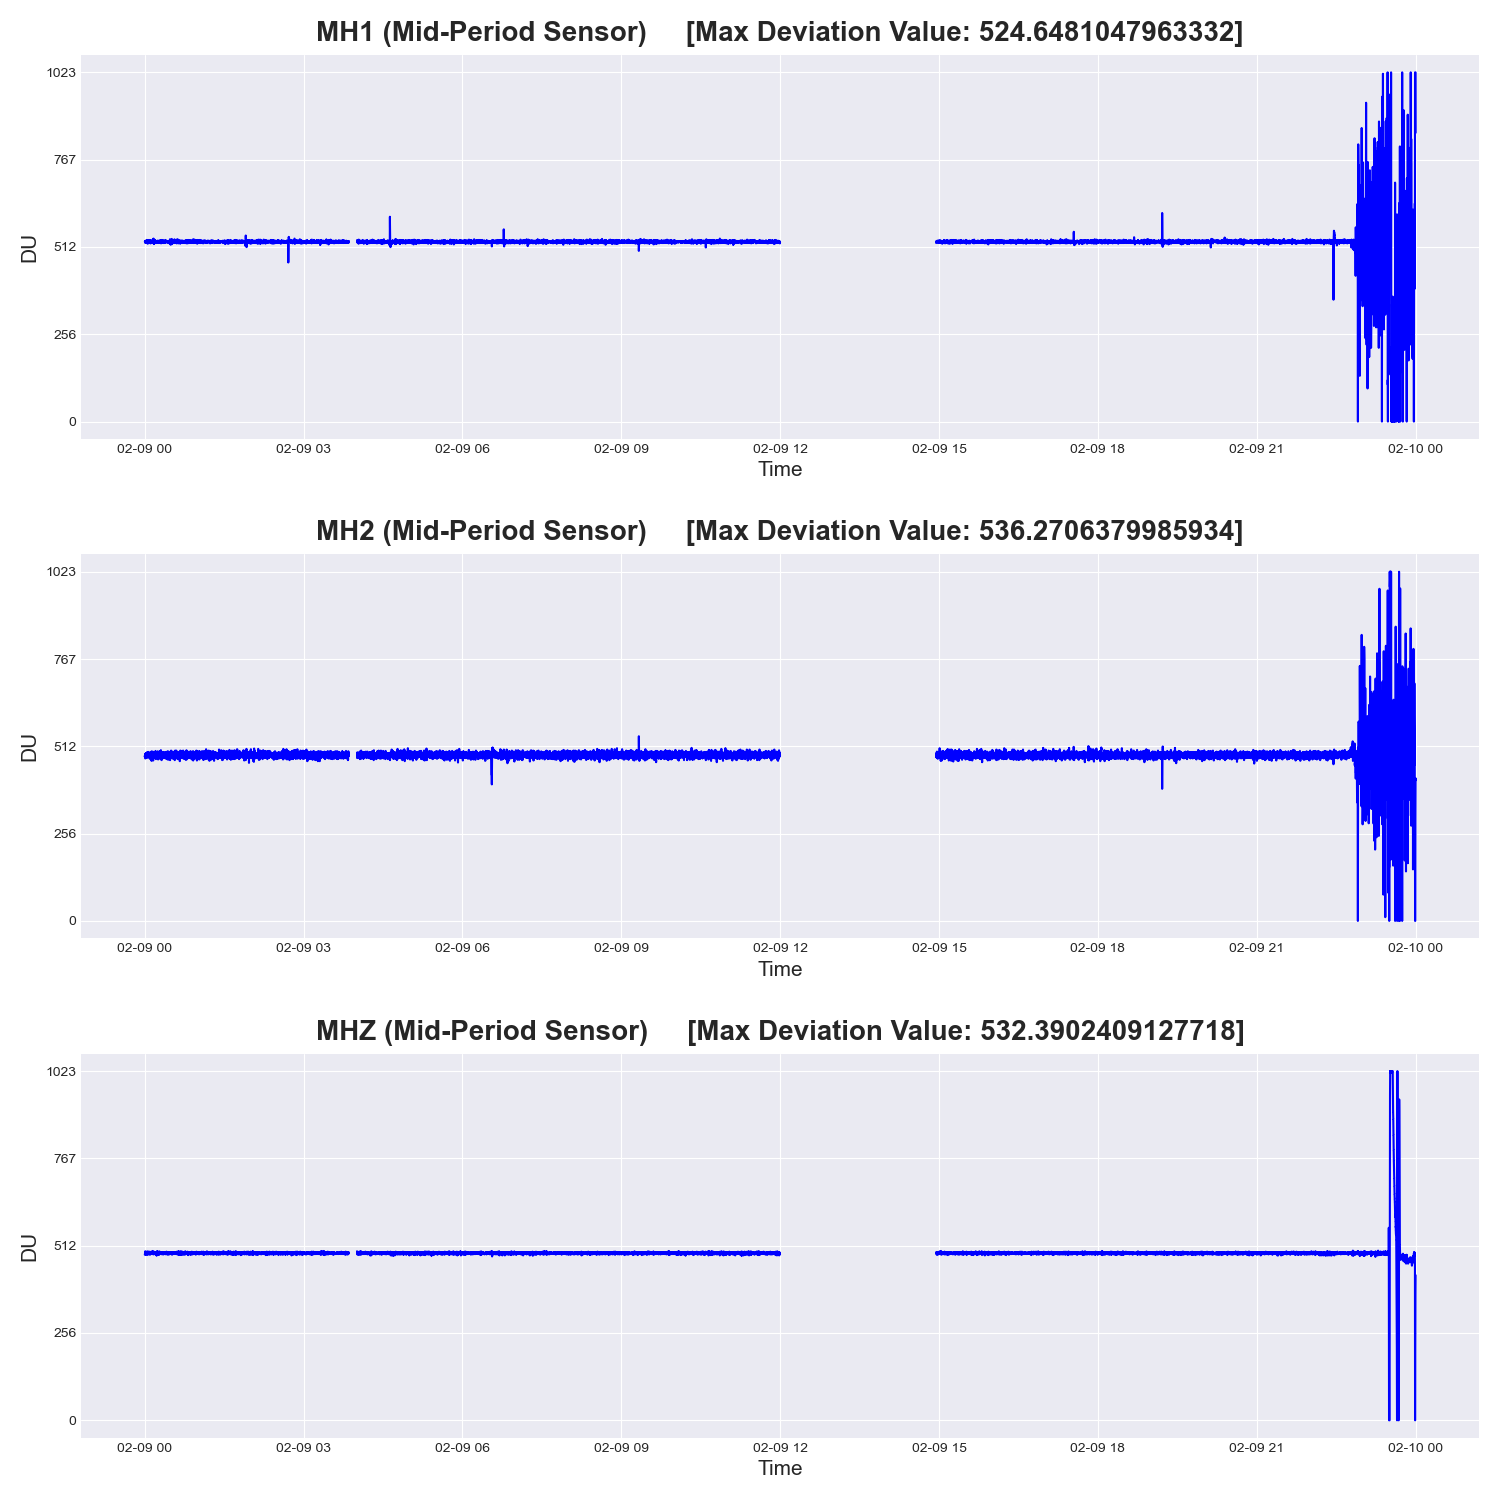 MH1 (Mid-Period Sensor) [Max Deviation Value: 524.6481047963332]
1023
767
512
256
0
DU
02-09 00 02-09 03 02-09 06 02-09 09 02-09 12 02-09 15 02-09 18 02-09 21 02-10 00
Time
MH2 (Mid-Period Sensor) [Max Deviation Value: 536.2706379985934]
1023
767
512
256
0
DU
02-09 00 02-09 03 02-09 06 02-09 09 02-09 12 02-09 15 02-09 18 02-09 21 02-10 00
Time
MHZ (Mid-Period Sensor) [Max Deviation Value: 532.3902409127718]
1023
767
512
256
0
DU
02-09 00 02-09 03 02-09 06 02-09 09 02-09 12 02-09 15 02-09 18 02-09 21 02-10 00
Time